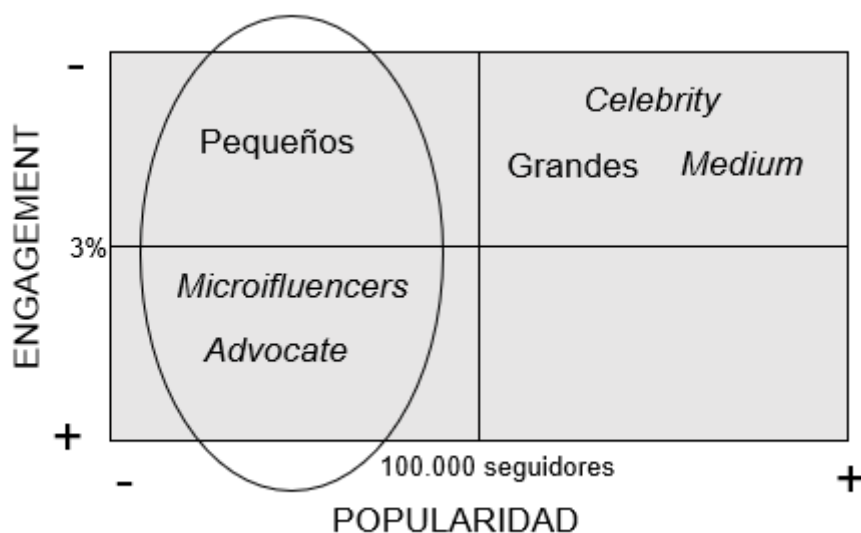 -
Celebrity
Pequeños
Grandes Medium
ENGAGEMENT
3%
Microifluencers
Advocate
+
100.000 seguidores
- +
POPULARIDAD